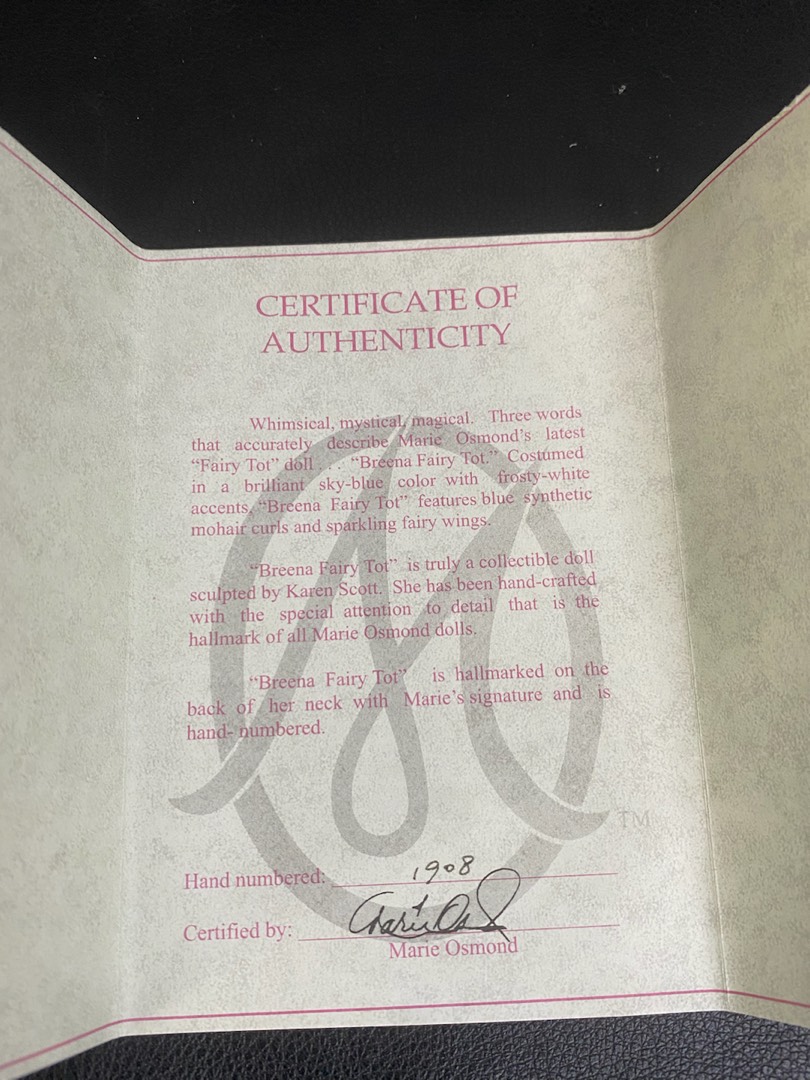 CERTIFICATE OF
AUTHENTICITY
Whimsical, mystical, magical. Three words
that accurately describe Marie Osmond's latest
"Fairy Tot" doll . . . "Breena Fairy Tot." Costumed
in a brilliant sky-blue color with frosty-white
accents, "Breena Fairy Tot" features blue synthetic
mohair curls and sparkling fairy wings.
"Breena Fairy Tot" is truly a collectible doll
sculpted by Karen Scott. She has been hand-crafted
with the special attention to detail that is the
hallmark of all Marie Osmond dolls.
"Breena Fairy Tot" is hallmarked on the
back of her neck with Marie's signature and is
hand- numbered.
TM
Hand numbered: 1908
Certified by: Marie Osmond
Marie Osmond